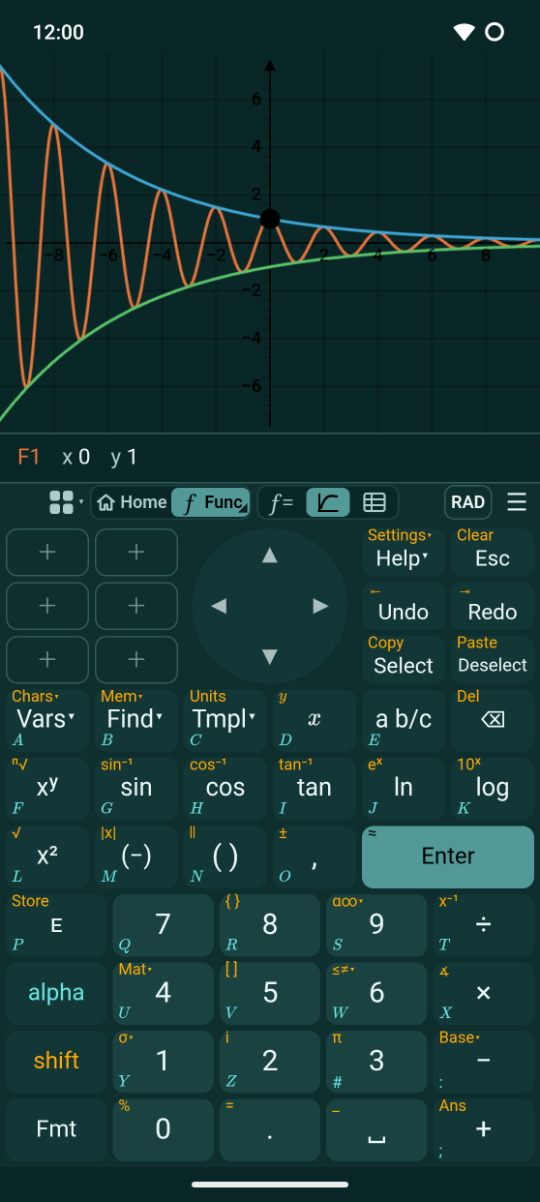 12:00
6
4
2
−8 −6 −4 −2 2 4 6 8
−2
−4
−6
F1 x 0 y 1
Home f Func f= RAD
Settings Clear
Help Esc
Undo Redo
Copy Paste
Select Deselect
Chars Mem Units y Del
Vars Find Tmpl x a b/c
A B C D E
ⁿ√ sin⁻¹ cos⁻¹ tan⁻¹ eˣ 10ˣ
xʸ sin cos tan ln log
F G H I J K
√ |x| || ± ≈
x² (−) ( ) , Enter
L M N O
Store { } α∞ x⁻¹
E 7 8 9 ÷
P Q R S T
Mat [ ] ≤≠ ∡
alpha 4 5 6 ×
U V W X
σ i π Base
shift 1 2 3 −
Y Z # :
% = _ Ans
Fmt 0 . ⎵ +
;